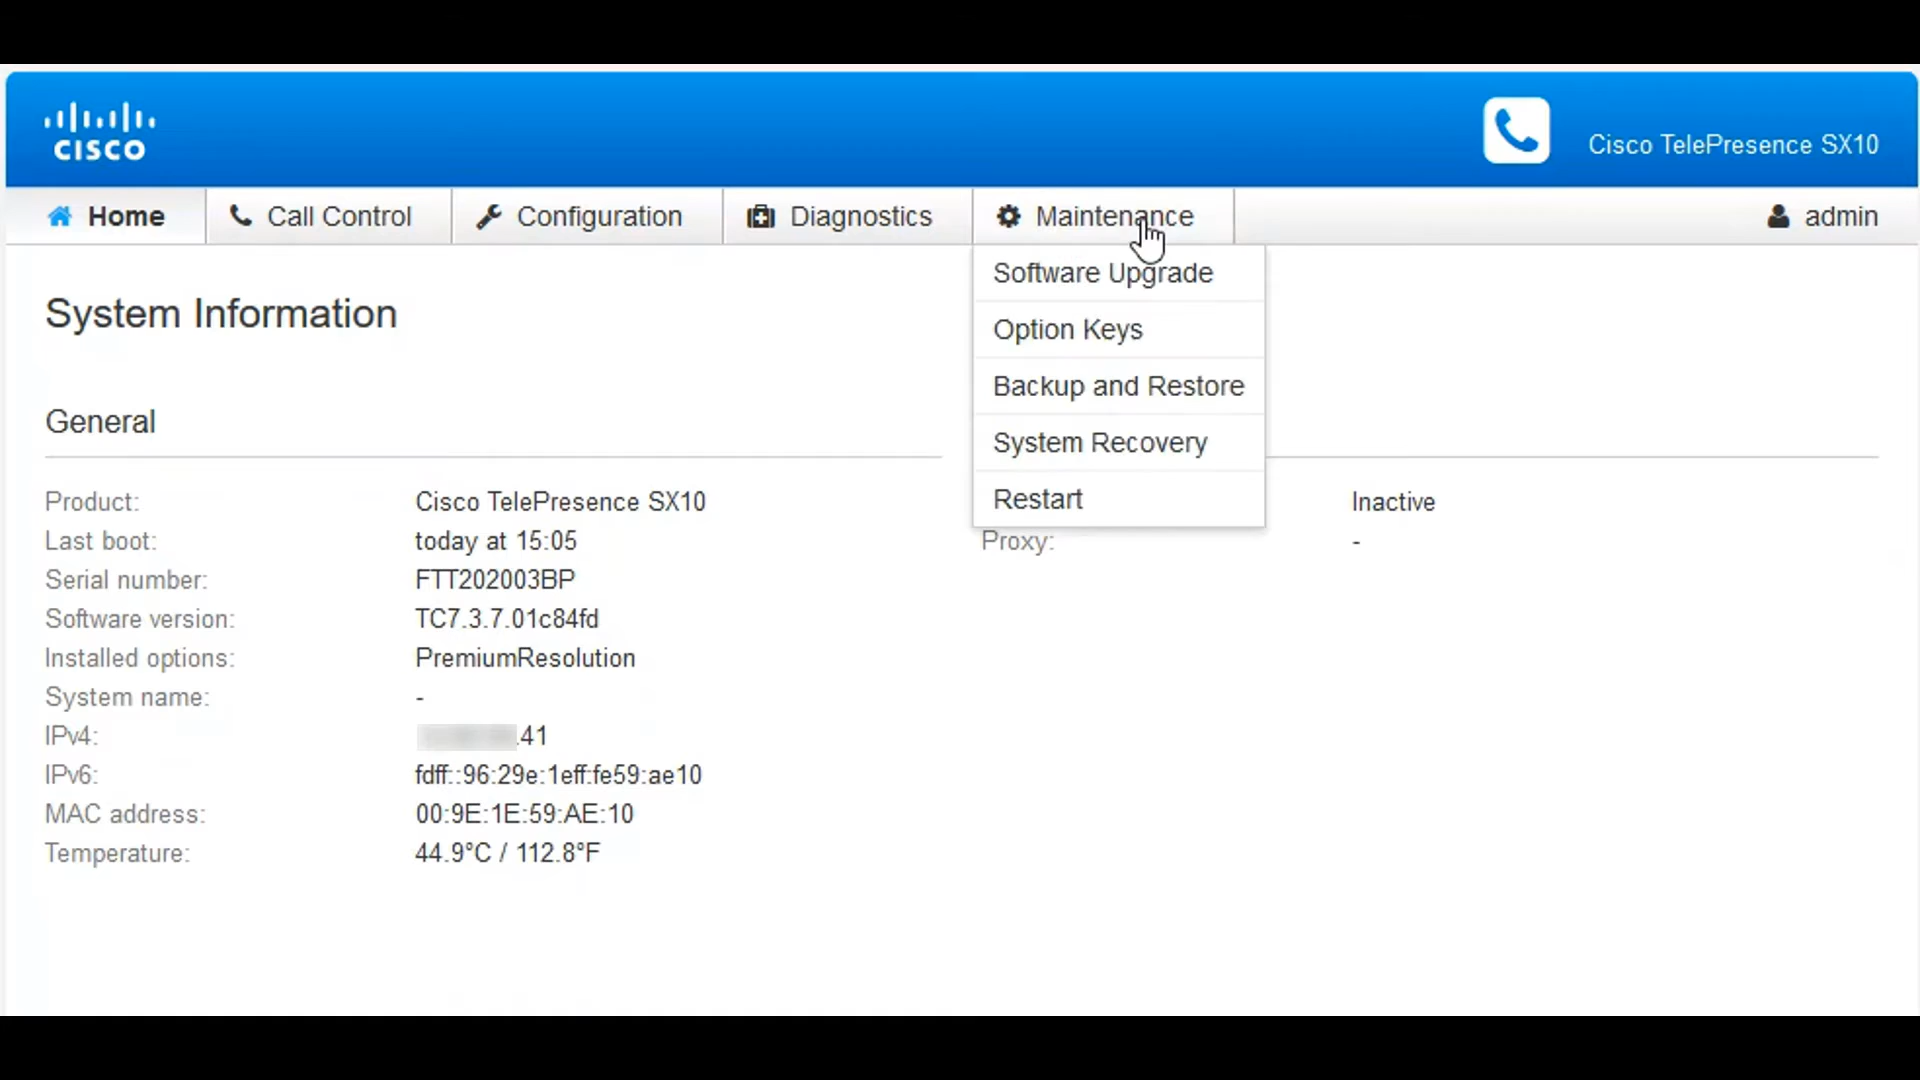 CISCO
Cisco TelePresence SX10
Home Call Control Configuration Diagnostics Maintenance admin
Software Upgrade
Option Keys
Backup and Restore
System Recovery
Restart
System Information
General
Product: Cisco TelePresence SX10
Last boot: today at 15:05
Serial number: FTT202003BP
Software version: TC7.3.7.01c84fd
Installed options: PremiumResolution
System name: -
IPv4: .41
IPv6: fdff::96:29e:1eff:fe59:ae10
MAC address: 00:9E:1E:59:AE:10
Temperature: 44.9°C / 112.8°F
Inactive
Proxy: -